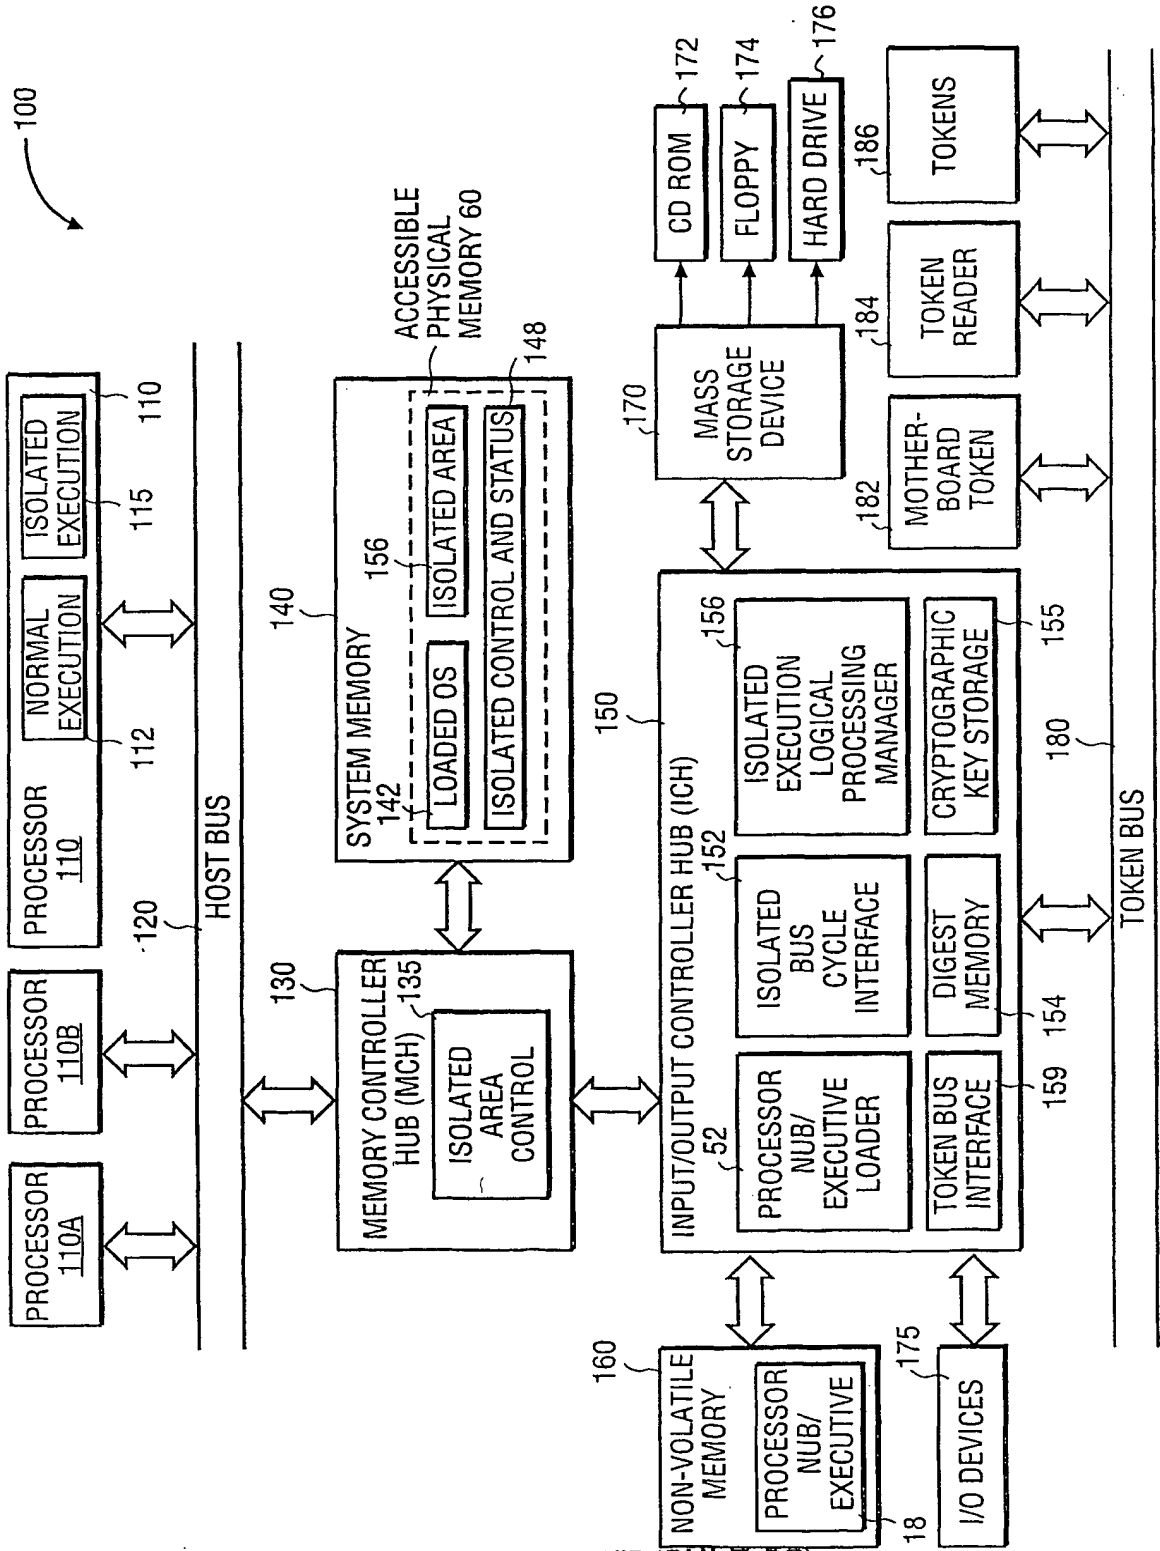 100
PROCESSOR
110A
PROCESSOR
110B
PROCESSOR
110
NORMAL
EXECUTION
112
ISOLATED
EXECUTION
115
110
120
HOST BUS
130
MEMORY CONTROLLER
HUB (MCH)
135
ISOLATED
AREA
CONTROL
140
SYSTEM MEMORY
142
LOADED OS
156
ISOLATED AREA
ISOLATED CONTROL AND STATUS
148
ACCESSIBLE
PHYSICAL
MEMORY 60
150
INPUT/OUTPUT CONTROLLER HUB (ICH)
52
PROCESSOR
NUB/
EXECUTIVE
LOADER
152
ISOLATED
BUS
CYCLE
INTERFACE
156
ISOLATED
EXECUTION
LOGICAL
PROCESSING
MANAGER
TOKEN BUS
INTERFACE
159
DIGEST
MEMORY
154
CRYPTOGRAPHIC
KEY STORAGE
155
160
NON-VOLATILE
MEMORY
PROCESSOR
NUB/
EXECUTIVE
18
175
I/O DEVICES
170
MASS
STORAGE
DEVICE
CD ROM
172
FLOPPY
174
HARD DRIVE
176
182
MOTHER-
BOARD
TOKEN
184
TOKEN
READER
186
TOKENS
180
TOKEN BUS